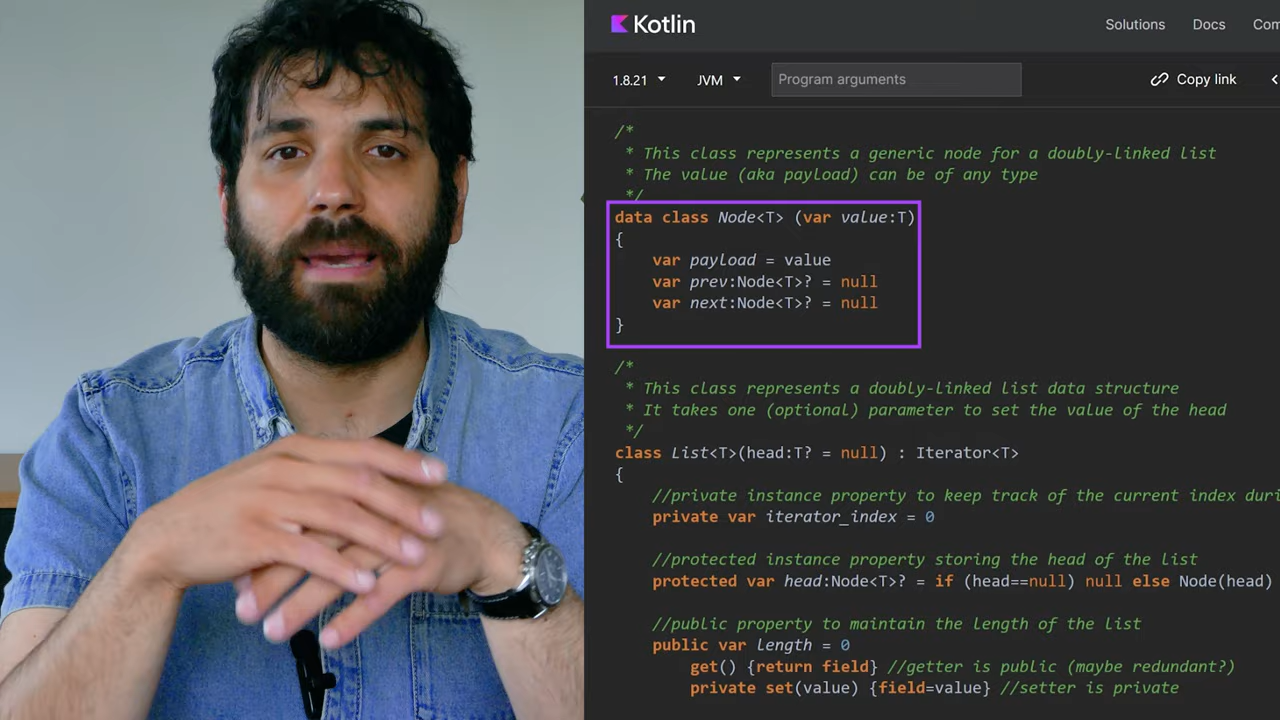 Kotlin
Solutions Docs Com
1.8.21 JVM Program arguments Copy link
/*
* This class represents a generic node for a doubly-linked list
* The value (aka payload) can be of any type
*/
data class Node<T> (var value:T)
{
var payload = value
var prev:Node<T>? = null
var next:Node<T>? = null
}
/*
* This class represents a doubly-linked list data structure
* It takes one (optional) parameter to set the value of the head
*/
class List<T>(head:T? = null) : Iterator<T>
{
//private instance property to keep track of the current index duri
private var iterator_index = 0
//protected instance property storing the head of the list
protected var head:Node<T>? = if (head==null) null else Node(head)
//public property to maintain the length of the list
public var length = 0
get() {return field} //getter is public (maybe redundant?)
private set(value) {field=value} //setter is private